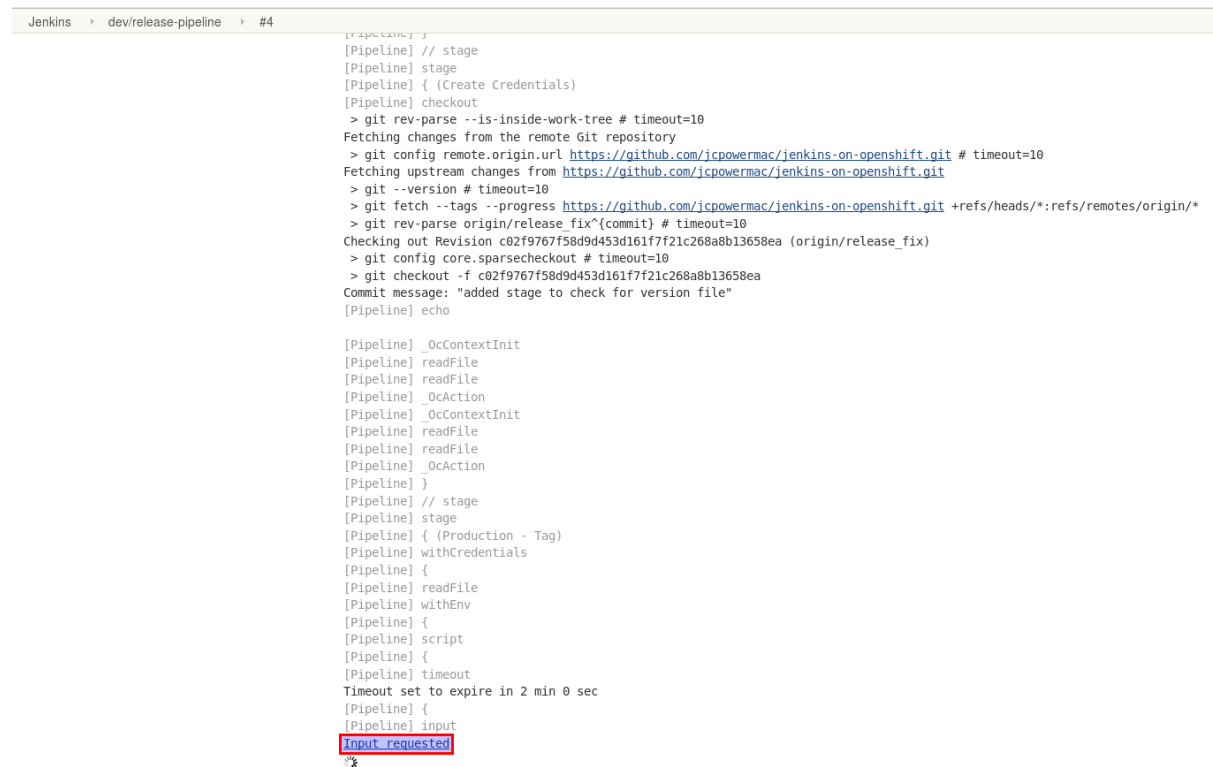 Jenkins dev/release-pipeline #4
[Pipeline] }
[Pipeline] // stage
[Pipeline] stage
[Pipeline] { (Create Credentials)
[Pipeline] checkout
 > git rev-parse --is-inside-work-tree # timeout=10
Fetching changes from the remote Git repository
 > git config remote.origin.url https://github.com/jcpowermac/jenkins-on-openshift.git # timeout=10
Fetching upstream changes from https://github.com/jcpowermac/jenkins-on-openshift.git
 > git --version # timeout=10
 > git fetch --tags --progress https://github.com/jcpowermac/jenkins-on-openshift.git +refs/heads/*:refs/remotes/origin/*
 > git rev-parse origin/release_fix^{commit} # timeout=10
Checking out Revision c02f9767f58d9d453d161f7f21c268a8b13658ea (origin/release_fix)
 > git config core.sparsecheckout # timeout=10
 > git checkout -f c02f9767f58d9d453d161f7f21c268a8b13658ea
Commit message: "added stage to check for version file"
[Pipeline] echo
[Pipeline] _OcContextInit
[Pipeline] readFile
[Pipeline] readFile
[Pipeline] _OcAction
[Pipeline] _OcContextInit
[Pipeline] readFile
[Pipeline] readFile
[Pipeline] _OcAction
[Pipeline] }
[Pipeline] // stage
[Pipeline] stage
[Pipeline] { (Production - Tag)
[Pipeline] withCredentials
[Pipeline] {
[Pipeline] readFile
[Pipeline] withEnv
[Pipeline] {
[Pipeline] script
[Pipeline] {
[Pipeline] timeout
Timeout set to expire in 2 min 0 sec
[Pipeline] {
[Pipeline] input
Input requested